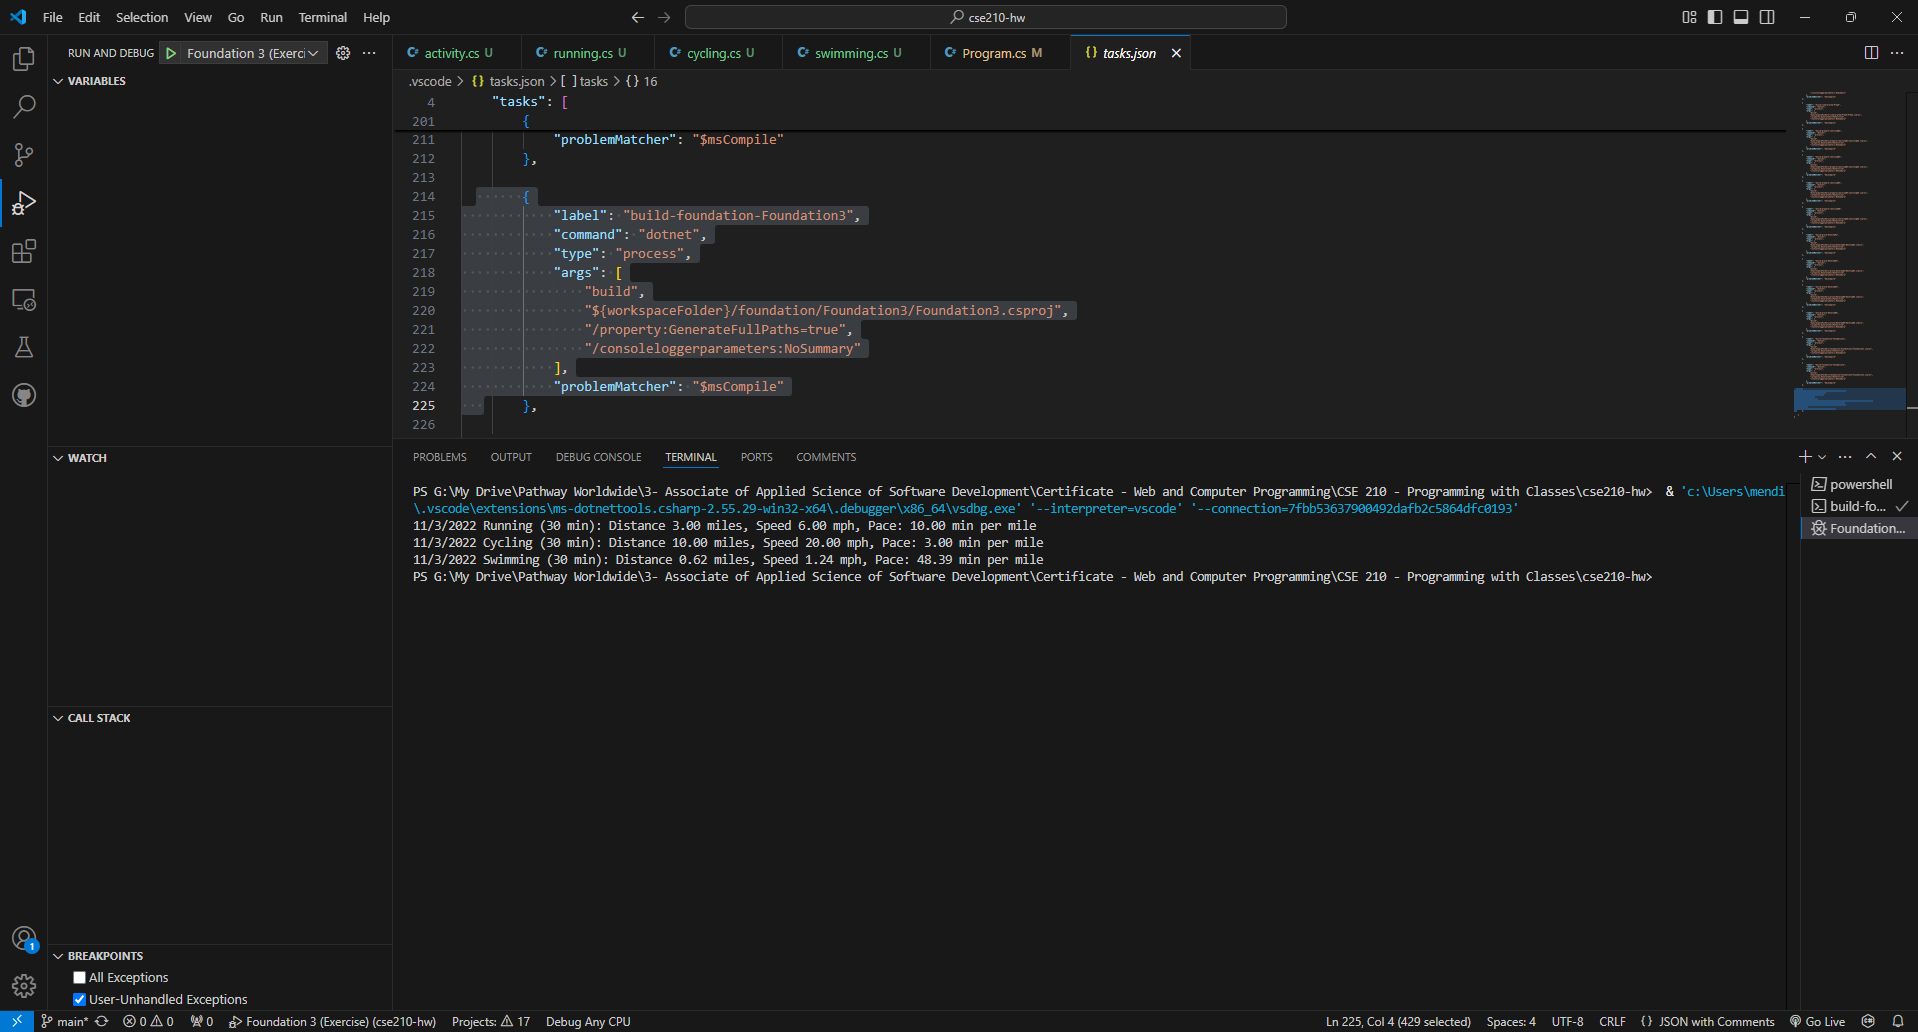 File Edit Selection View Go Run Terminal Help
cse210-hw
RUN AND DEBUG
Foundation 3 (Exerci
VARIABLES
WATCH
CALL STACK
BREAKPOINTS
All Exceptions
User-Unhandled Exceptions
activity.cs U
running.cs U
cycling.cs U
swimming.cs U
Program.cs M
tasks.json
.vscode > {} tasks.json > [ ] tasks > {} 16
4 "tasks": [
201 {
211 "problemMatcher": "$msCompile"
212 },
213
214 {
215 "label": "build-foundation-Foundation3",
216 "command": "dotnet",
217 "type": "process",
218 "args": [
219 "build",
220 "${workspaceFolder}/foundation/Foundation3/Foundation3.csproj",
221 "/property:GenerateFullPaths=true",
222 "/consoleloggerparameters:NoSummary"
223 ],
224 "problemMatcher": "$msCompile"
225 },
226
PROBLEMS OUTPUT DEBUG CONSOLE TERMINAL PORTS COMMENTS
PS G:\My Drive\Pathway Worldwide\3- Associate of Applied Science of Software Development\Certificate - Web and Computer Programming\CSE 210 - Programming with Classes\cse210-hw> & 'c:\Users\mendi
\.vscode\extensions\ms-dotnettools.csharp-2.55.29-win32-x64\.debugger\x86_64\vsdbg.exe' '--interpreter=vscode' '--connection=7fbb53637900492dafb2c5864dfc0193'
11/3/2022 Running (30 min): Distance 3.00 miles, Speed 6.00 mph, Pace: 10.00 min per mile
11/3/2022 Cycling (30 min): Distance 10.00 miles, Speed 20.00 mph, Pace: 3.00 min per mile
11/3/2022 Swimming (30 min): Distance 0.62 miles, Speed 1.24 mph, Pace: 48.39 min per mile
PS G:\My Drive\Pathway Worldwide\3- Associate of Applied Science of Software Development\Certificate - Web and Computer Programming\CSE 210 - Programming with Classes\cse210-hw>
powershell
build-fo...
Foundation...
1
main* 0 0 0 Foundation 3 (Exercise) (cse210-hw) Projects: 17 Debug Any CPU
Ln 225, Col 4 (429 selected) Spaces: 4 UTF-8 CRLF {} JSON with Comments Go Live